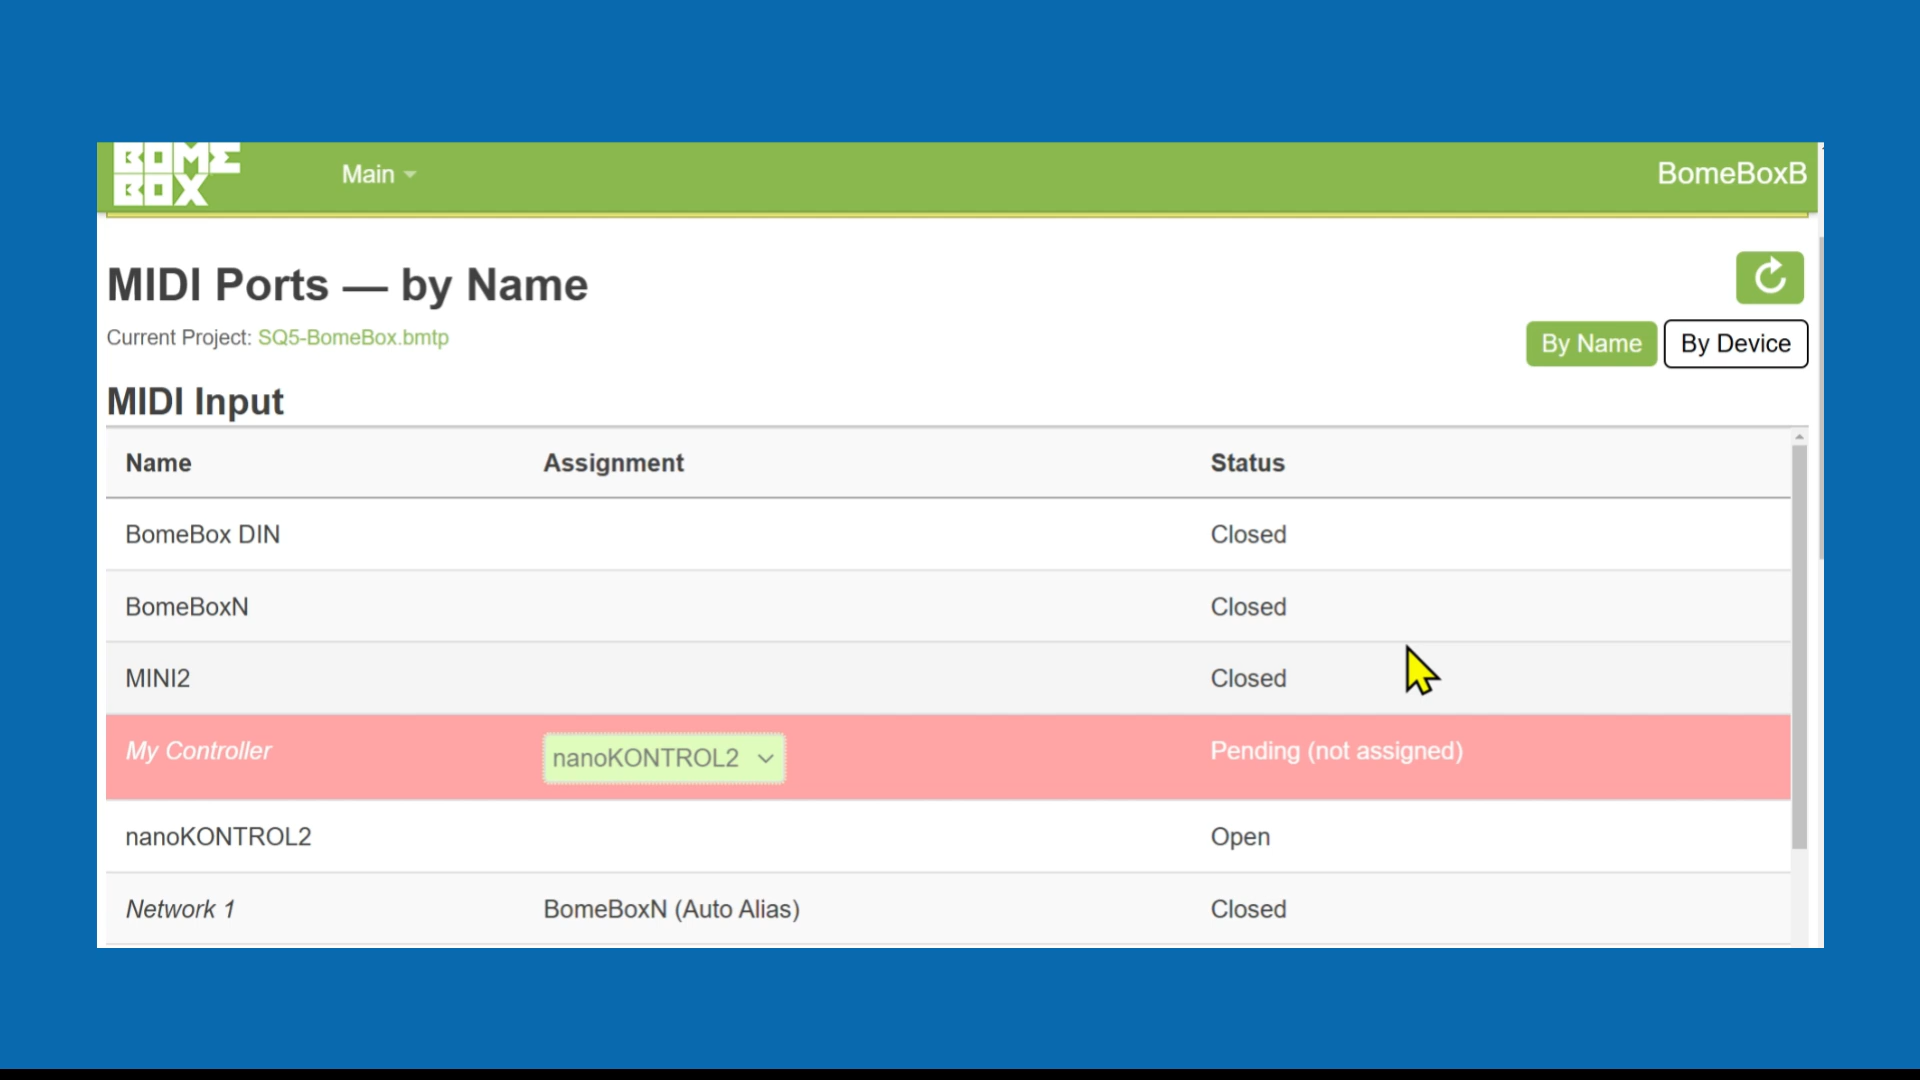 BOME
BOX
Main
BomeBoxB
MIDI Ports — by Name
Current Project: SQ5-BomeBox.bmtp
By Name
By Device
MIDI Input
Name Assignment Status
BomeBox DIN Closed
BomeBoxN Closed
MINI2 Closed
My Controller nanoKONTROL2 Pending (not assigned)
nanoKONTROL2 Open
Network 1 BomeBoxN (Auto Alias) Closed